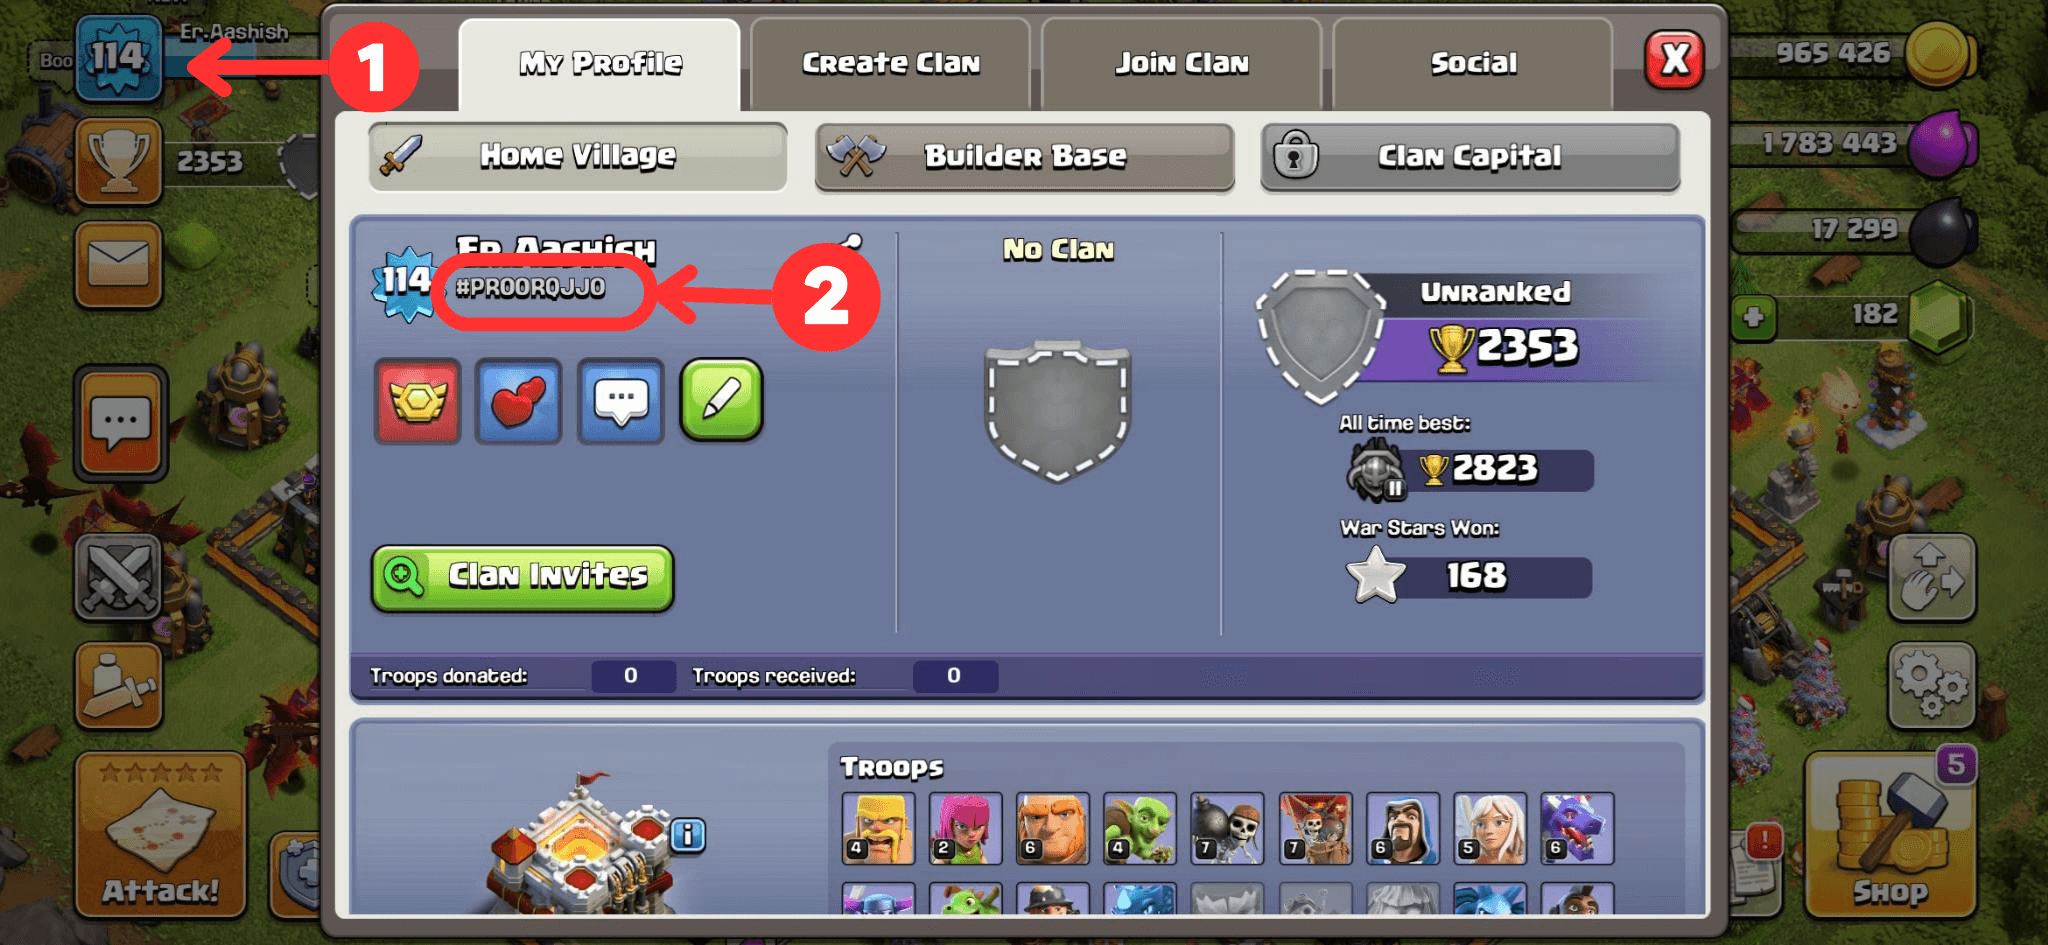 114
Er.Aashish
Boo
1
My Profile
Create Clan
Join Clan
Social
X
965 426
2353
Home Village
Builder Base
Clan Capital
1 783 443
114
Er.Aashish
#PR0ORQJJ0
2
No Clan
Unranked
2353
17 299
182
All time best:
2823
War Stars Won:
168
Clan Invites
Troops donated:
0
Troops received:
0
Troops
4
2
6
4
7
7
6
5
6
i
Attack!
5
!
Shop